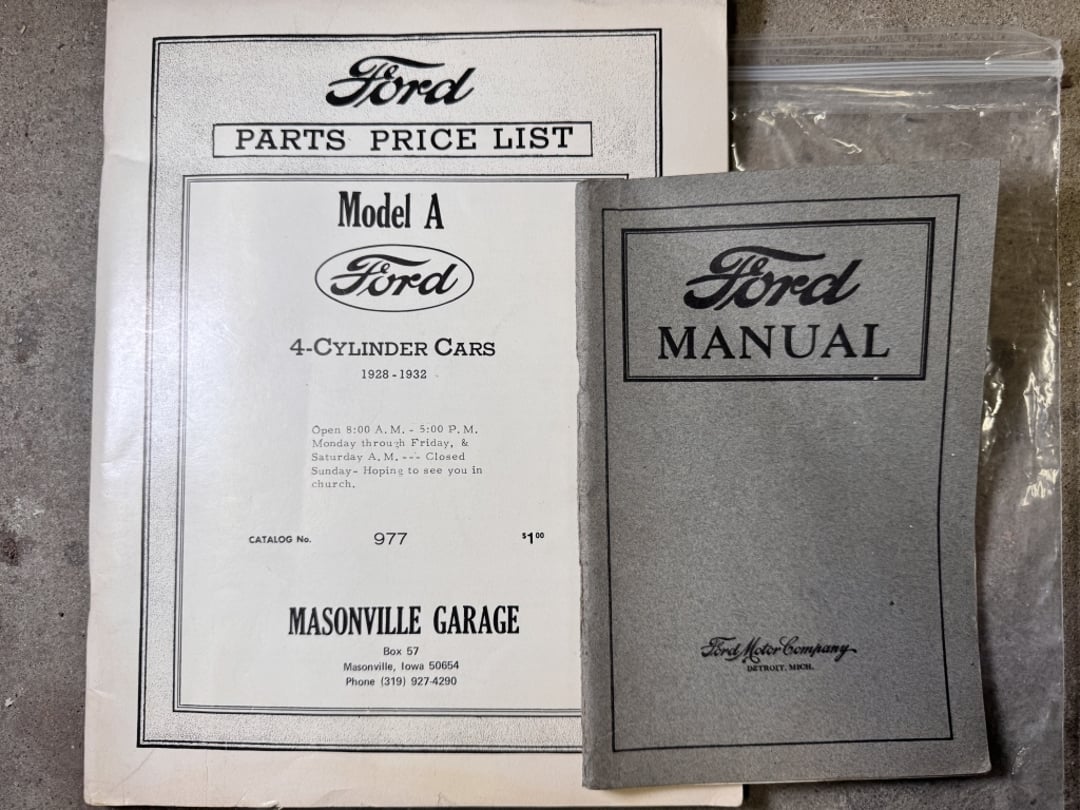 Ford
PARTS PRICE LIST
Model A
Ford
4-CYLINDER CARS
1928 - 1932
Open 8:00 A.M. - 5:00 P.M.
Monday through Friday, &
Saturday A.M. --- Closed
Sunday- Hoping to see you in
church.
CATALOG No. 977 $1.00
MASONVILLE GARAGE
Box 57
Masonville, Iowa 50654
Phone (319) 927-4290
Ford
MANUAL
Ford Motor Company
DETROIT, MICH.